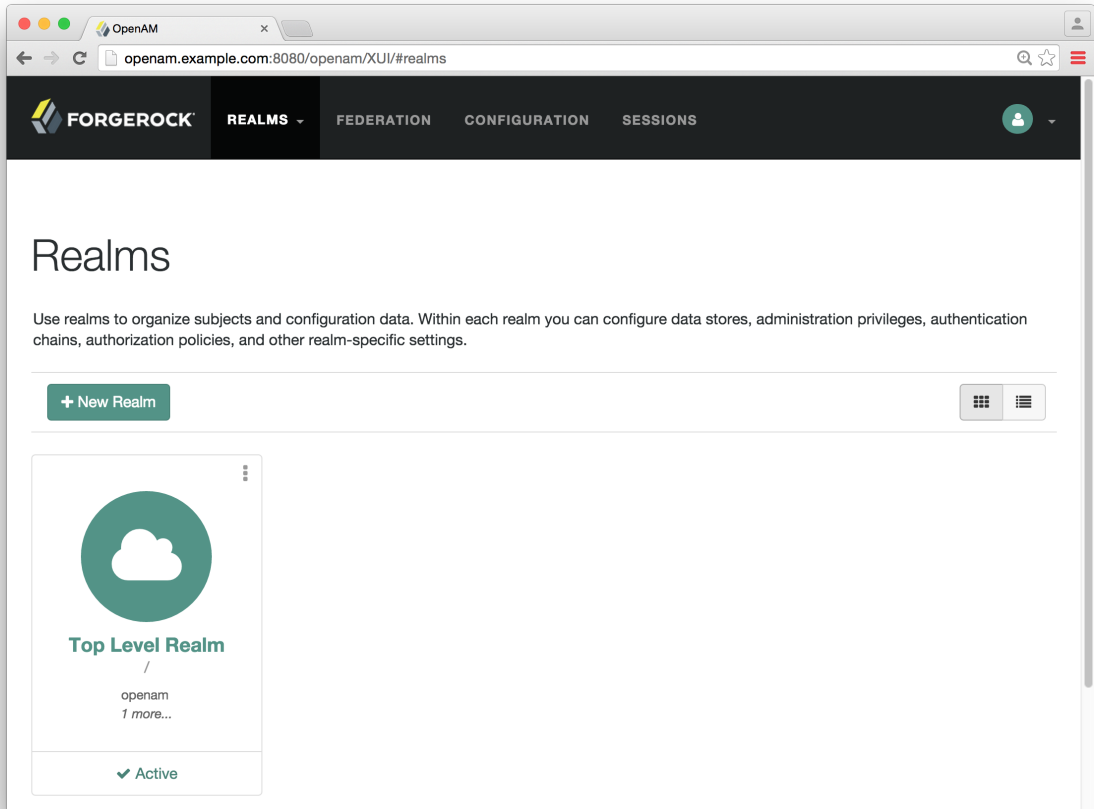 OpenAM
openam.example.com:8080/openam/XUI/#realms
FORGEROCK REALMS FEDERATION CONFIGURATION SESSIONS
Realms
Use realms to organize subjects and configuration data. Within each realm you can configure data stores, administration privileges, authentication
chains, authorization policies, and other realm-specific settings.
+ New Realm
Top Level Realm
/
openam
1 more...
Active